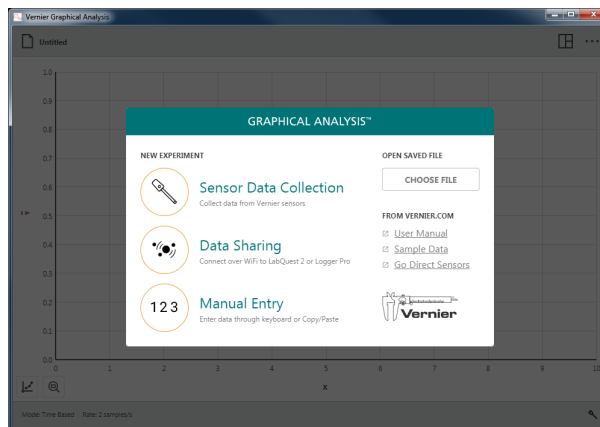 Vernier Graphical Analysis
Untitled
GRAPHICAL ANALYSIS™
NEW EXPERIMENT
Sensor Data Collection
Collect data from Vernier sensors
Data Sharing
Connect over WiFi to LabQuest 2 or Logger Pro
123
Manual Entry
Enter data through keyboard or Copy/Paste
OPEN SAVED FILE
CHOOSE FILE
FROM VERNIER.COM
User Manual
Sample Data
Go Direct Sensors
Vernier
1.0
0.9
0.8
0.7
0.6
0.5
0.4
0.3
0.2
0.1
0.0
Y
0 1 2 3 4 5 6 7 8 9 10
X
Mode: Time Based Rate: 2 samples/s